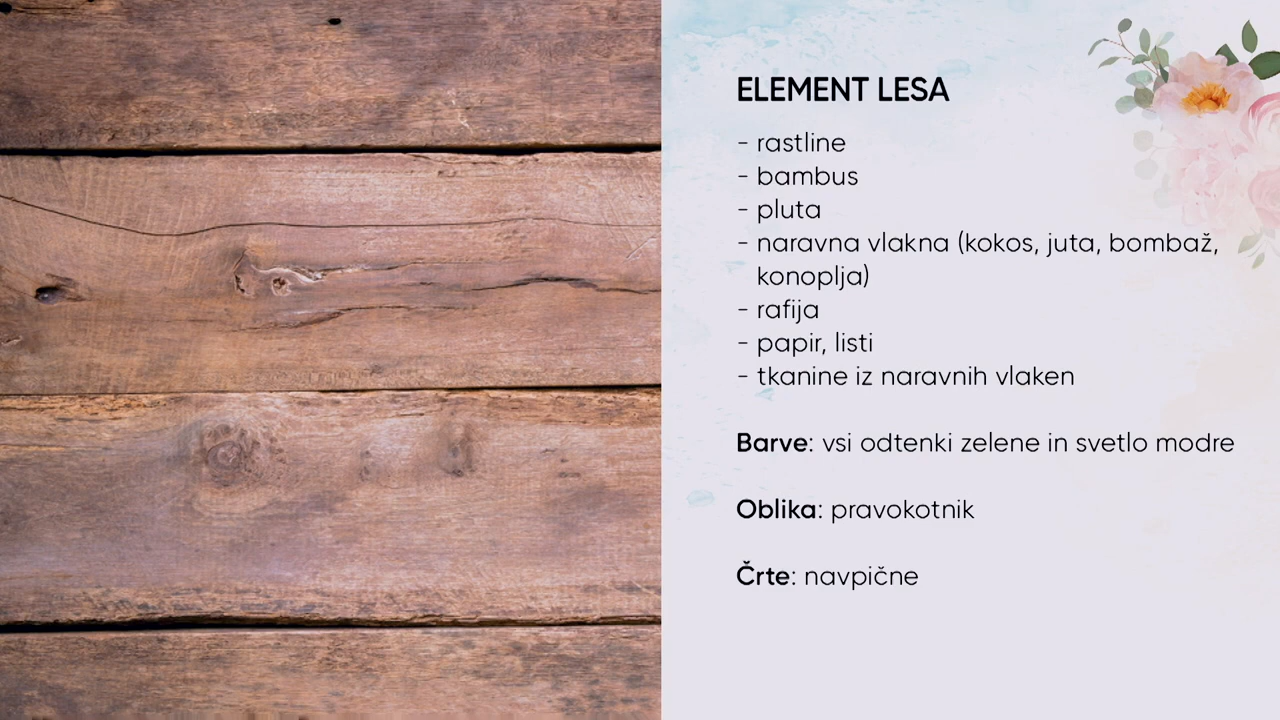 ELEMENT LESA
- rastline
- bambus
- pluta
- naravna vlakna (kokos, juta, bombaž,
konoplja)
- rafija
- papir, listi
- tkanine iz naravnih vlaken
Barve: vsi odtenki zelene in svetlo modre
Oblika: pravokotnik
Črte: navpične